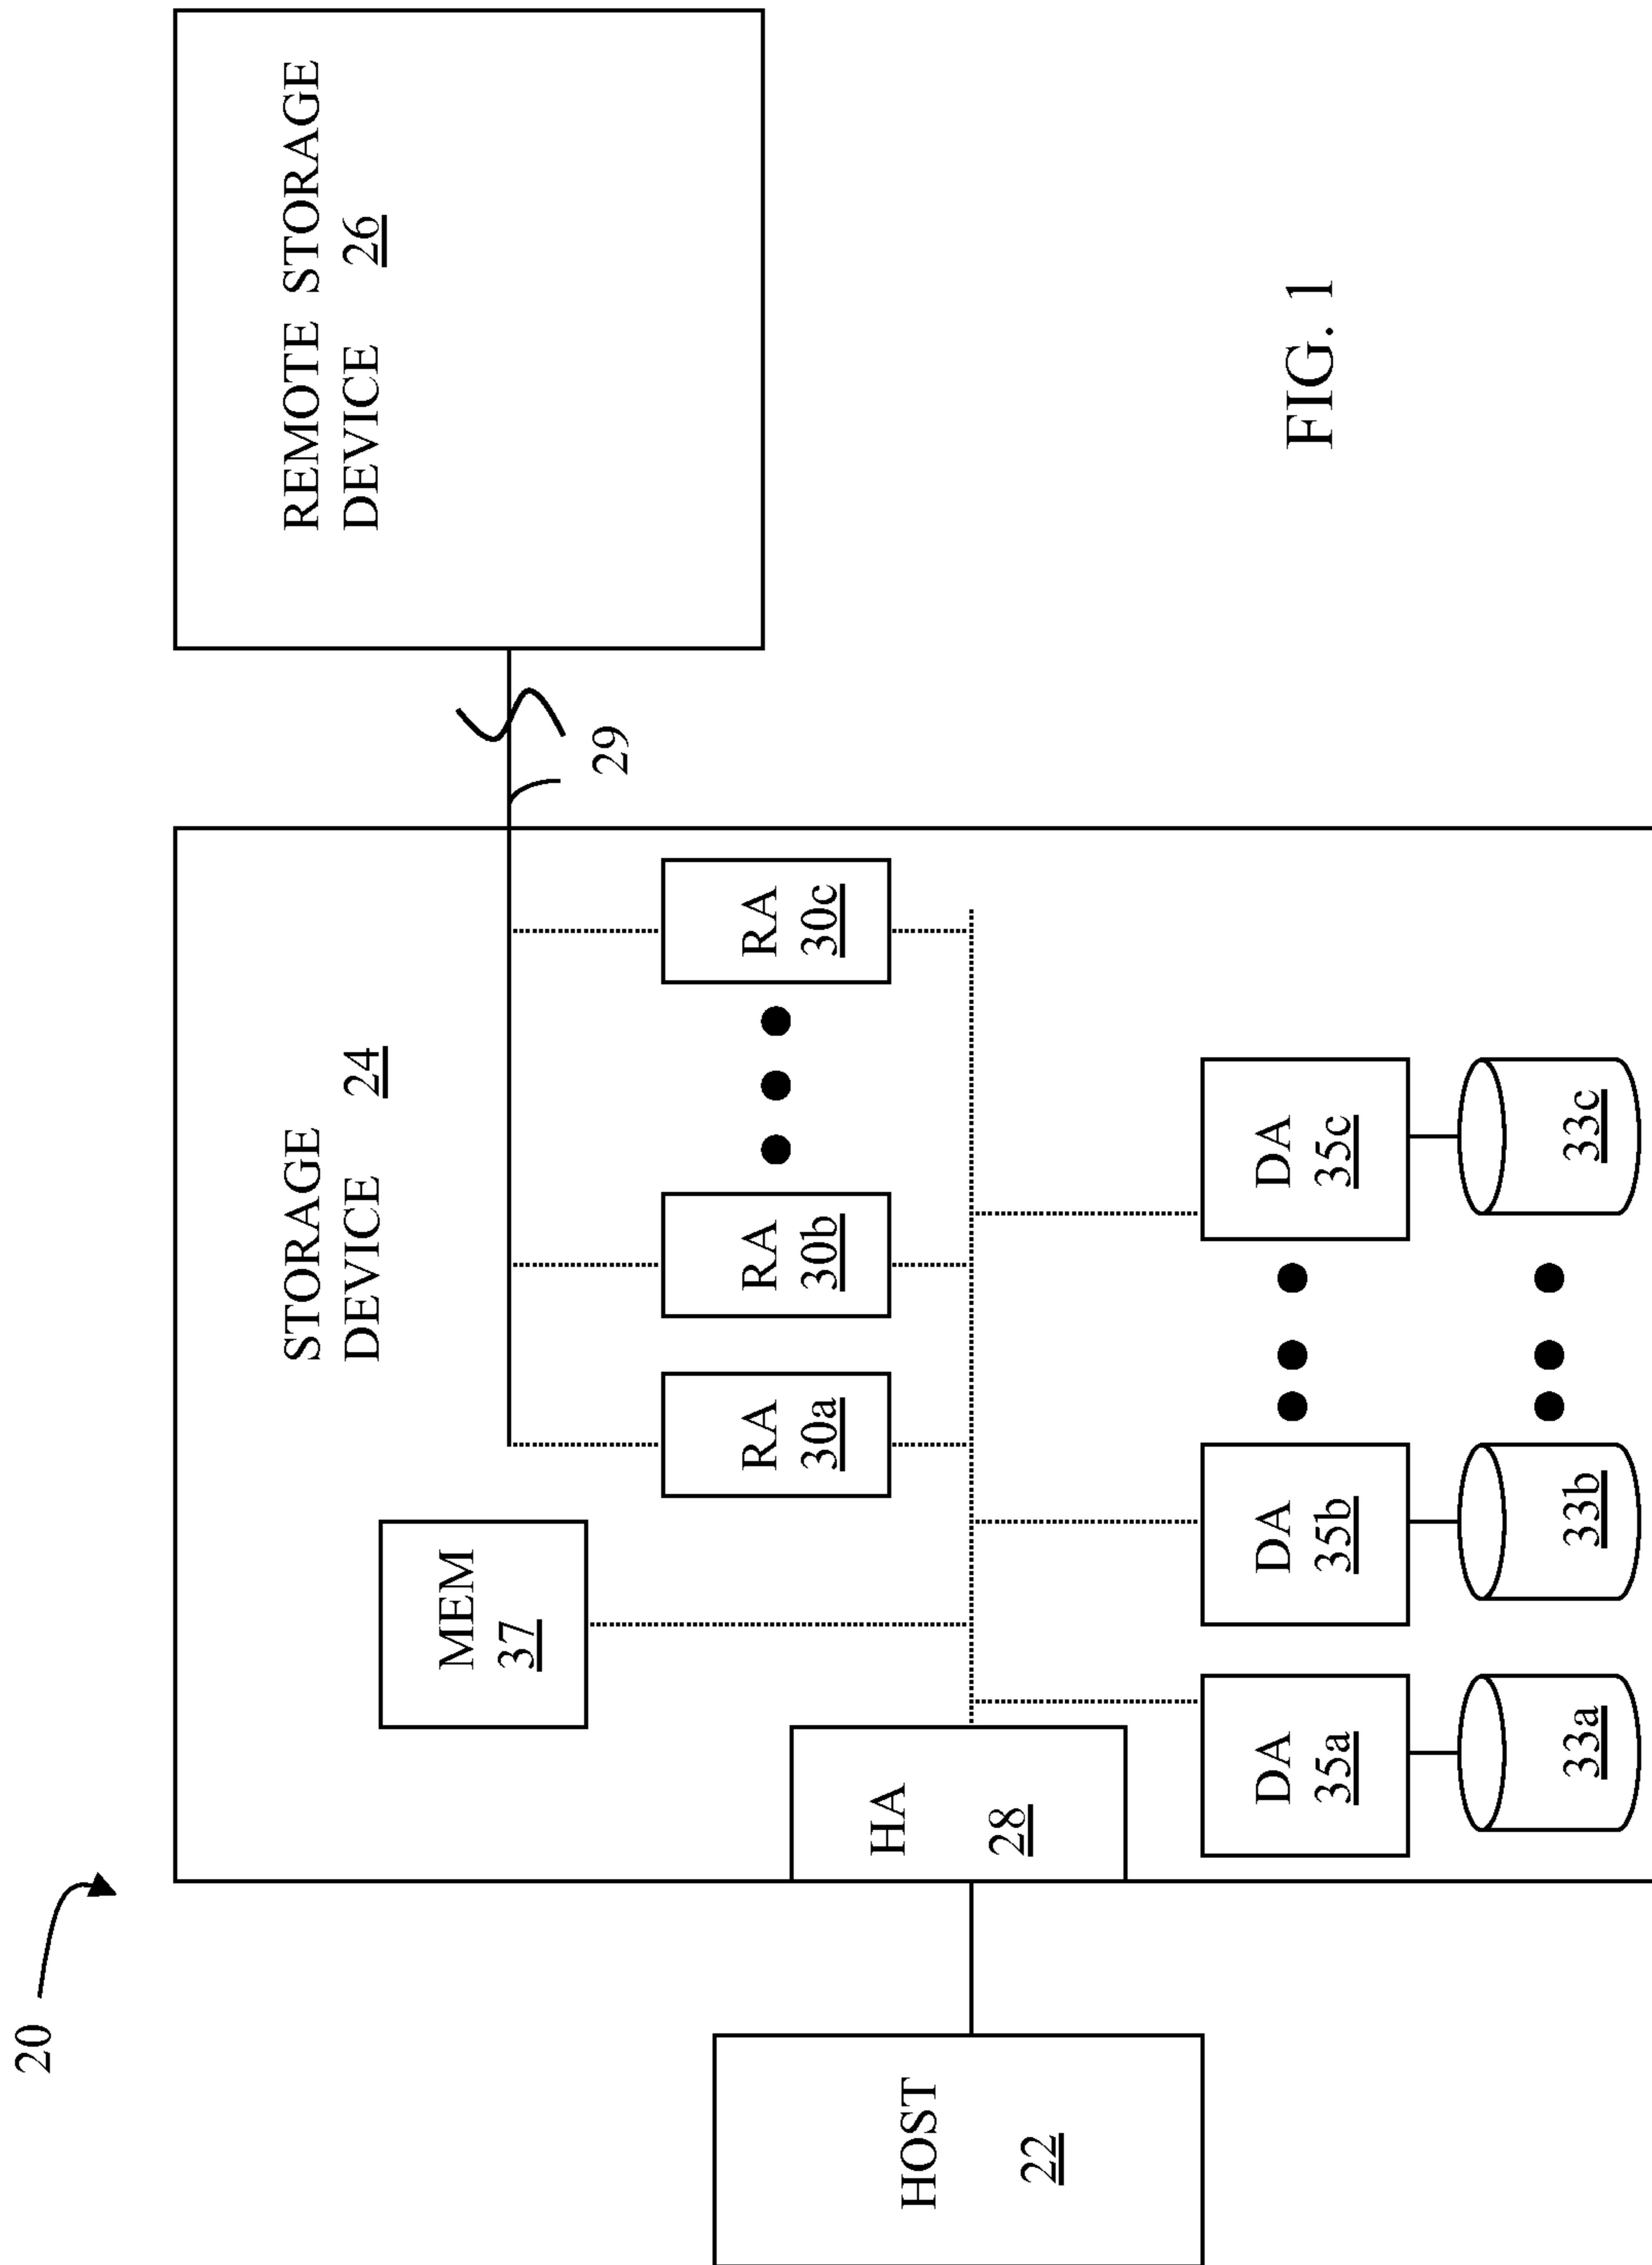 20
HOST
22
STORAGE
DEVICE 24
MEM
37
HA
28
RA
30a
RA
30b
RA
30c
DA
35a
DA
35b
DA
35c
33a
33b
33c
29
REMOTE STORAGE
DEVICE 26
FIG. 1